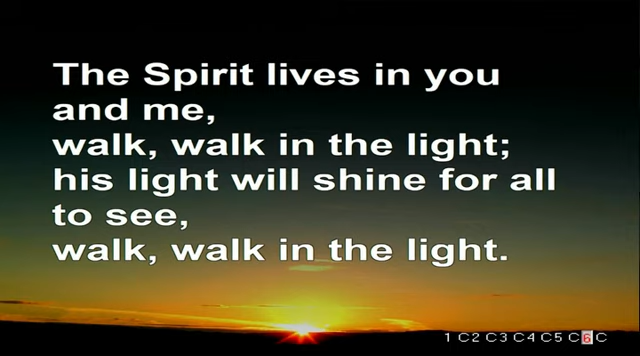 The Spirit lives in you
and me,
walk, walk in the light;
his light will shine for all
to see,
walk, walk in the light.
1 C2 C3 C4 C5 C6C